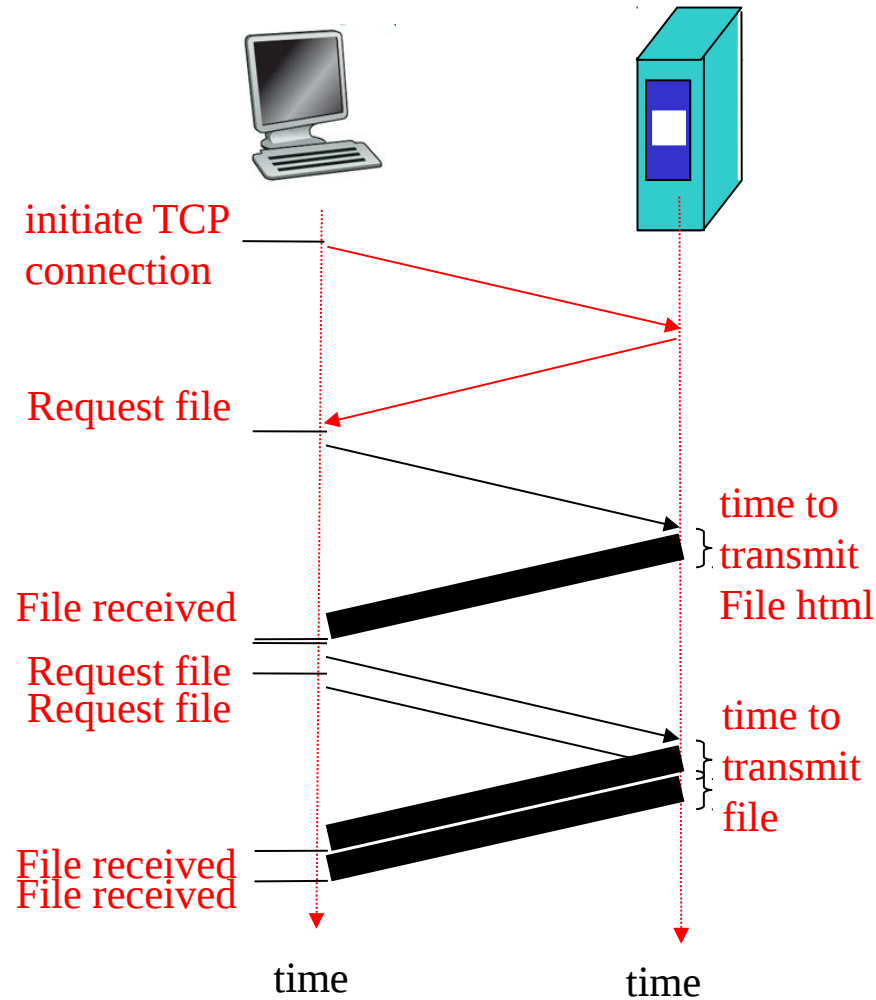 initiate TCP
connection
Request file
time to
transmit
File html
File received
Request file
Request file
time to
transmit
file
File received
File received
time
time